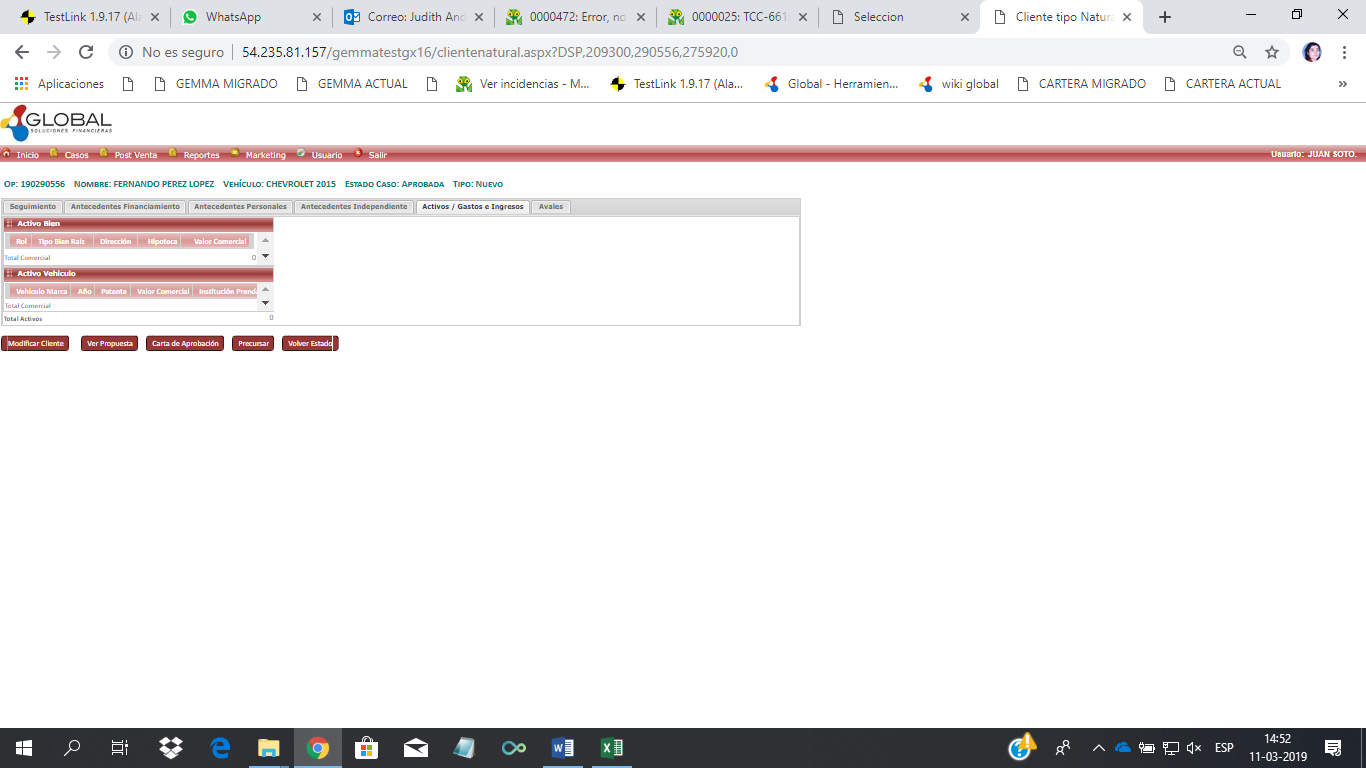 TestLink 1.9.17 (Ala
WhatsApp
Correo: Judith And
0000472: Error, no
0000025: TCC-661
Seleccion
Cliente tipo Natura
No es seguro | 54.235.81.157/gemmatestgx16/clientenatural.aspx?DSP,209300,290556,275920,0
Aplicaciones
GEMMA MIGRADO
GEMMA ACTUAL
Ver incidencias - M...
TestLink 1.9.17 (Ala...
Global - Herramien...
wiki global
CARTERA MIGRADO
CARTERA ACTUAL
»
GLOBAL
SOLUCIONES FINANCIERAS
Inicio Casos Post Venta Reportes Marketing Usuario Salir
Usuario: JUAN SOTO.
OP: 190290556 NOMBRE: FERNANDO PEREZ LOPEZ VEHÍCULO: CHEVROLET 2015 ESTADO CASO: APROBADA TIPO: NUEVO
Seguimiento Antecedentes Financiamiento Antecedentes Personales Antecedentes Independiente Activos / Gastos e Ingresos Avales
Activo Bien
Rol Tipo Bien Raiz Dirección Hipoteca Valor Comercial
Total Comercial 0
Activo Vehiculo
Vehiculo Marca Año Patente Valor Comercial Institución Prend
Total Comercial
Total Activos 0
Modificar Cliente Ver Propuesta Carta de Aprobación Precursar Volver Estado
ESP
14:52
11-03-2019